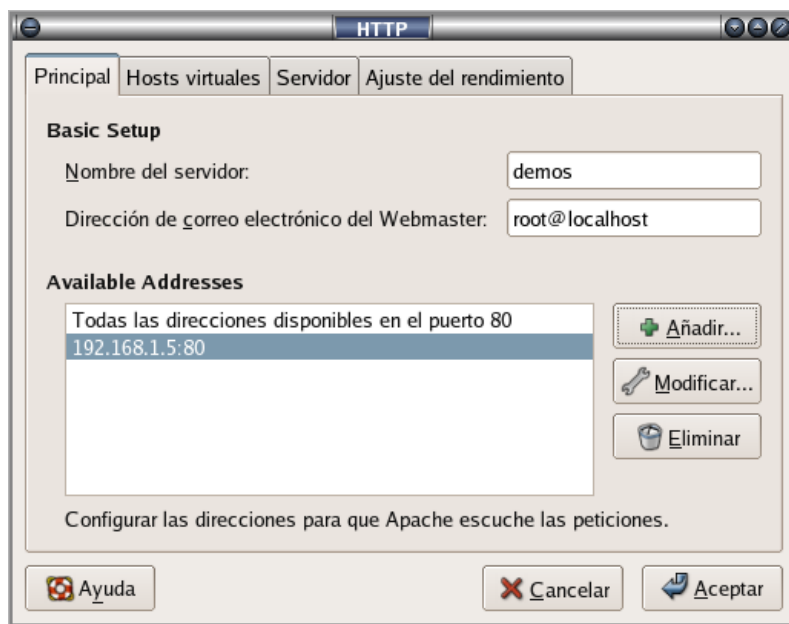 HTTP
Principal Hosts virtuales Servidor Ajuste del rendimiento
Basic Setup
Nombre del servidor: demos
Dirección de correo electrónico del Webmaster: root@localhost
Available Addresses
Todas las direcciones disponibles en el puerto 80
192.168.1.5:80
Añadir...
Modificar...
Eliminar
Configurar las direcciones para que Apache escuche las peticiones.
Ayuda Cancelar Aceptar